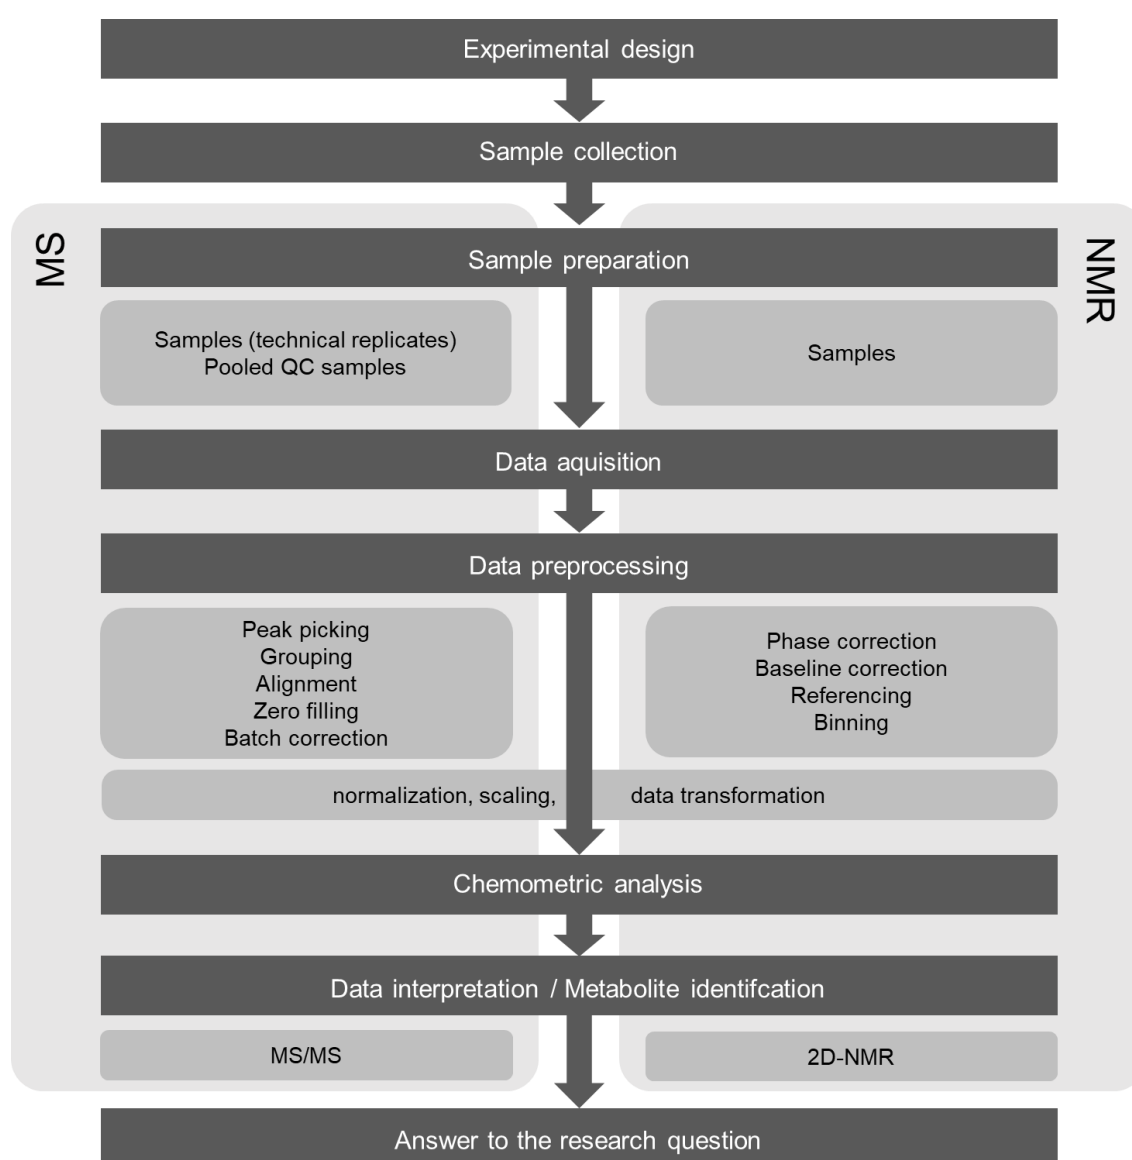 Experimental design
Sample collection
MS
NMR
Sample preparation
Samples (technical replicates)
Pooled QC samples
Samples
Data aquisition
Data preprocessing
Peak picking
Grouping
Alignment
Zero filling
Batch correction
Phase correction
Baseline correction
Referencing
Binning
normalization, scaling, data transformation
Chemometric analysis
Data interpretation / Metabolite identifcation
MS/MS
2D-NMR
Answer to the research question